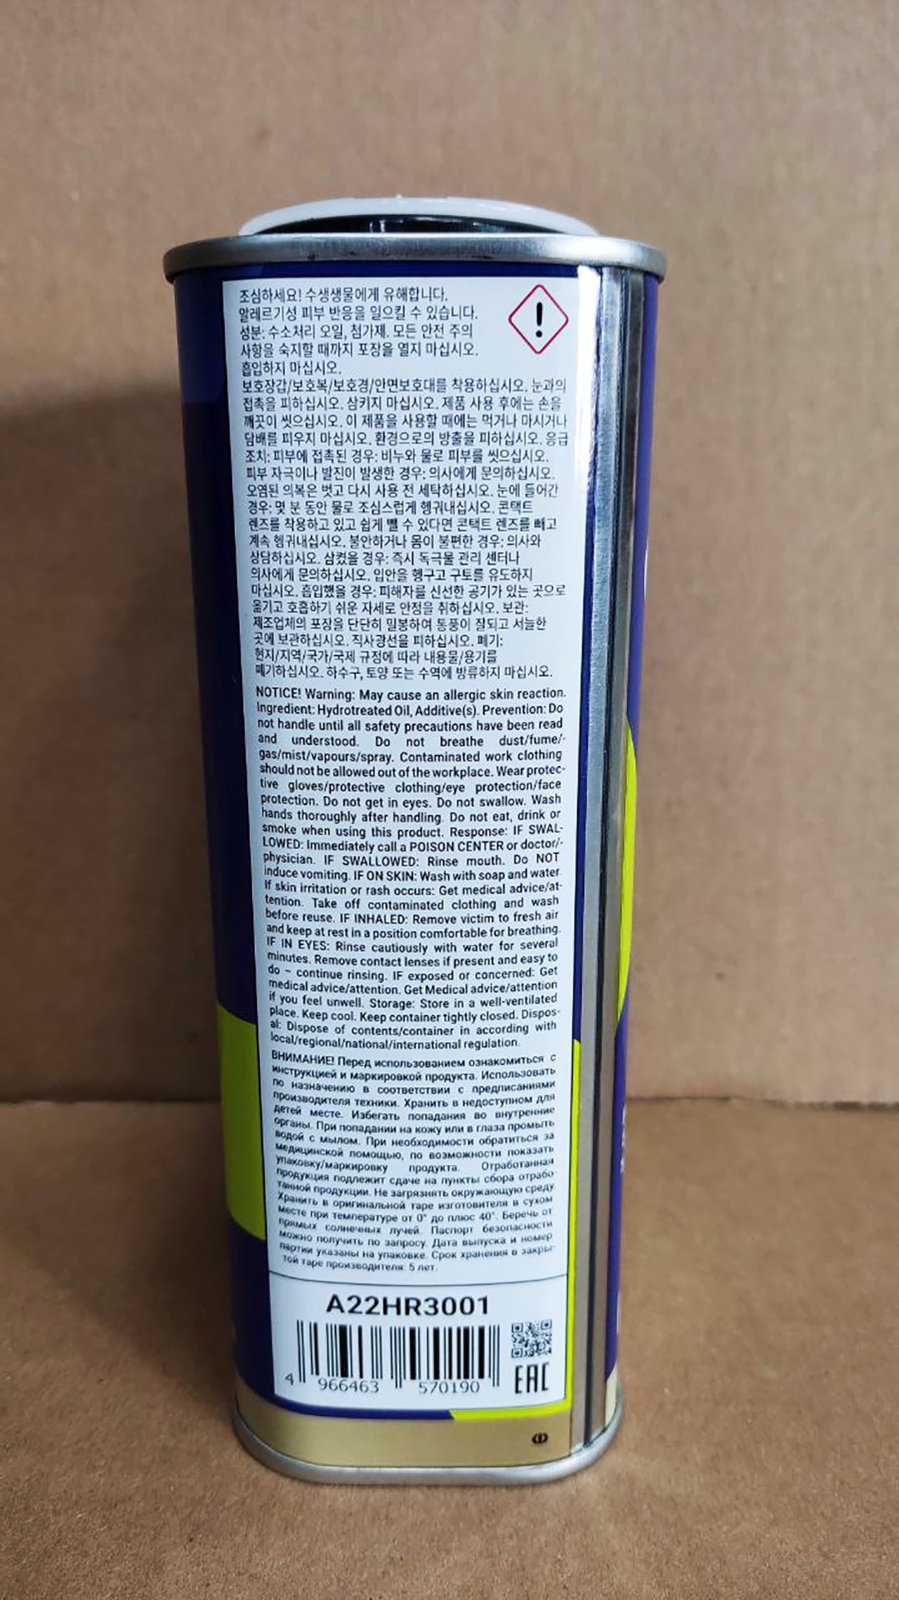 조심하세요! 수생생물에게 유해합니다.
알레르기성 피부 반응을 일으킬 수 있습니다.
성분: 수소처리 오일, 첨가제. 모든 안전 주의
사항을 숙지할 때까지 포장을 열지 마십시오.
흡입하지 마십시오.
보호장갑/보호복/보호경/안면보호대를 착용하십시오. 눈과의
접촉을 피하십시오. 삼키지 마십시오. 제품 사용 후에는 손을
깨끗이 씻으십시오. 이 제품을 사용할 때에는 먹거나 마시거나
담배를 피우지 마십시오. 환경으로의 방출을 피하십시오. 응급
조치: 피부에 접촉된 경우: 비누와 물로 피부를 씻으십시오.
피부 자극이나 발진이 발생한 경우: 의사에게 문의하십시오.
오염된 의복은 벗고 다시 사용 전 세탁하십시오. 눈에 들어간
경우: 몇 분 동안 물로 조심스럽게 헹궈내십시오. 콘택트
렌즈를 착용하고 있고 쉽게 뺄 수 있다면 콘택트 렌즈를 빼고
계속 헹궈내십시오. 불안하거나 몸이 불편한 경우: 의사와
상담하십시오. 삼켰을 경우: 즉시 독극물 관리 센터나
의사에게 문의하십시오. 입안을 헹구고 구토를 유도하지
마십시오. 흡입했을 경우: 피해자를 신선한 공기가 있는 곳으로
옮기고 호흡하기 쉬운 자세로 안정을 취하십시오. 보관:
제조업체의 포장을 단단히 밀봉하여 통풍이 잘되고 서늘한
곳에 보관하십시오. 직사광선을 피하십시오. 폐기:
현지/지역/국가/국제 규정에 따라 내용물/용기를
폐기하십시오. 하수구, 토양 또는 수역에 방류하지 마십시오.
NOTICE! Warning: May cause an allergic skin reaction.
Ingredient: Hydrotreated Oil, Additive(s). Prevention: Do
not handle until all safety precautions have been read
and understood. Do not breathe dust/fume/-
gas/mist/vapours/spray. Contaminated work clothing
should not be allowed out of the workplace. Wear protec-
tive gloves/protective clothing/eye protection/face
protection. Do not get in eyes. Do not swallow. Wash
hands thoroughly after handling. Do not eat, drink or
smoke when using this product. Response: IF SWAL-
LOWED: Immediately call a POISON CENTER or doctor/-
physician. IF SWALLOWED: Rinse mouth. Do NOT
induce vomiting. IF ON SKIN: Wash with soap and water.
If skin irritation or rash occurs: Get medical advice/at-
tention. Take off contaminated clothing and wash
before reuse. IF INHALED: Remove victim to fresh air
and keep at rest in a position comfortable for breathing.
IF IN EYES: Rinse cautiously with water for several
minutes. Remove contact lenses if present and easy to
do – continue rinsing. IF exposed or concerned: Get
medical advice/attention. Get Medical advice/attention
if you feel unwell. Storage: Store in a well-ventilated
place. Keep cool. Keep container tightly closed. Dispos-
al: Dispose of contents/container in according with
local/regional/national/international regulation.
ВНИМАНИЕ! Перед использованием ознакомиться с
инструкцией и маркировкой продукта. Использовать
по назначению в соответствии с предписаниями
производителя техники. Хранить в недоступном для
детей месте. Избегать попадания во внутренние
органы. При попадании на кожу или в глаза промыть
водой с мылом. При необходимости обратиться за
медицинской помощью, по возможности показать
упаковку/маркировку продукта. Отработанная
продукция подлежит сдаче на пункты сбора отрабо-
танной продукции. Не загрязнять окружающую среду.
Хранить в оригинальной таре изготовителя в сухом
месте при температуре от 0° до плюс 40°. Беречь от
прямых солнечных лучей. Паспорт безопасности
можно получить по запросу. Дата выпуска и номер
партии указаны на упаковке. Срок хранения в закры-
той таре производителя: 5 лет.
A22HR3001
4 966463 570190
EAC